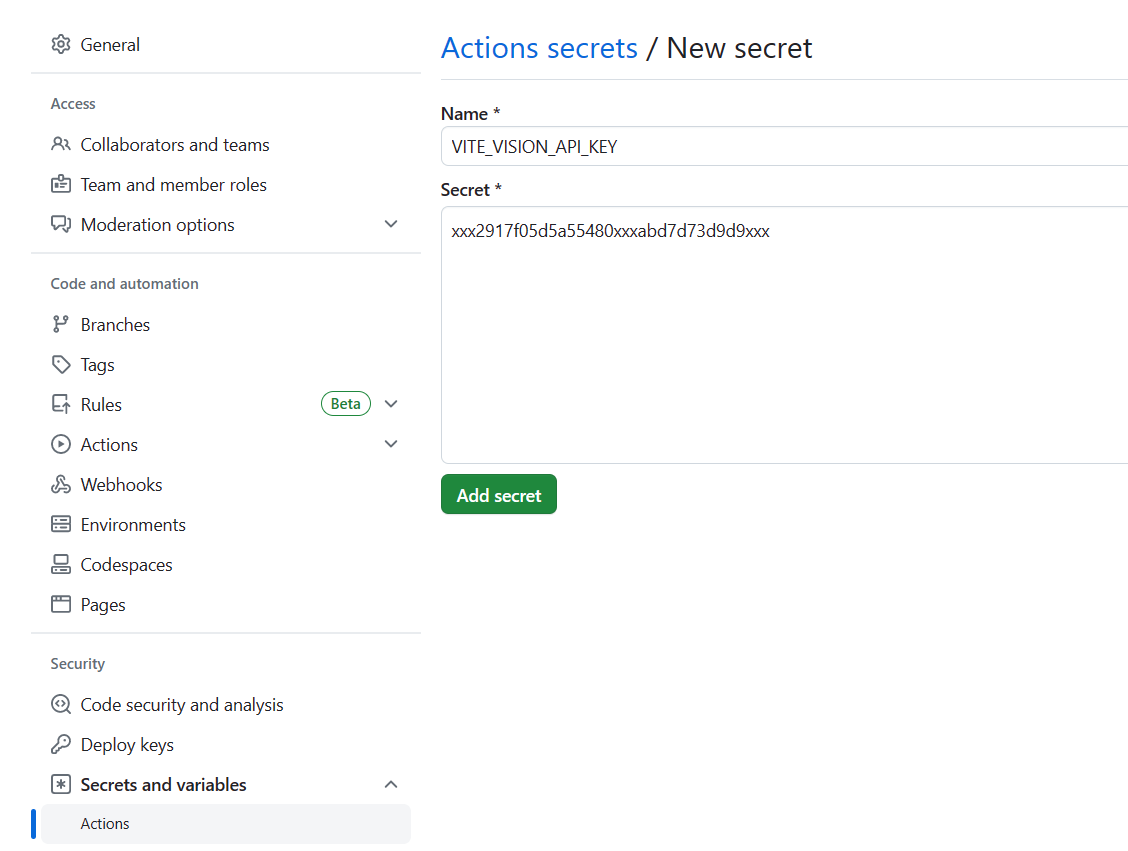 General
Access
Collaborators and teams
Team and member roles
Moderation options
Code and automation
Branches
Tags
Rules
Beta
Actions
Webhooks
Environments
Codespaces
Pages
Security
Code security and analysis
Deploy keys
Secrets and variables
Actions
Actions secrets / New secret
Name *
VITE_VISION_API_KEY
Secret *
xxx2917f05d5a55480xxxabd7d73d9d9xxx
Add secret